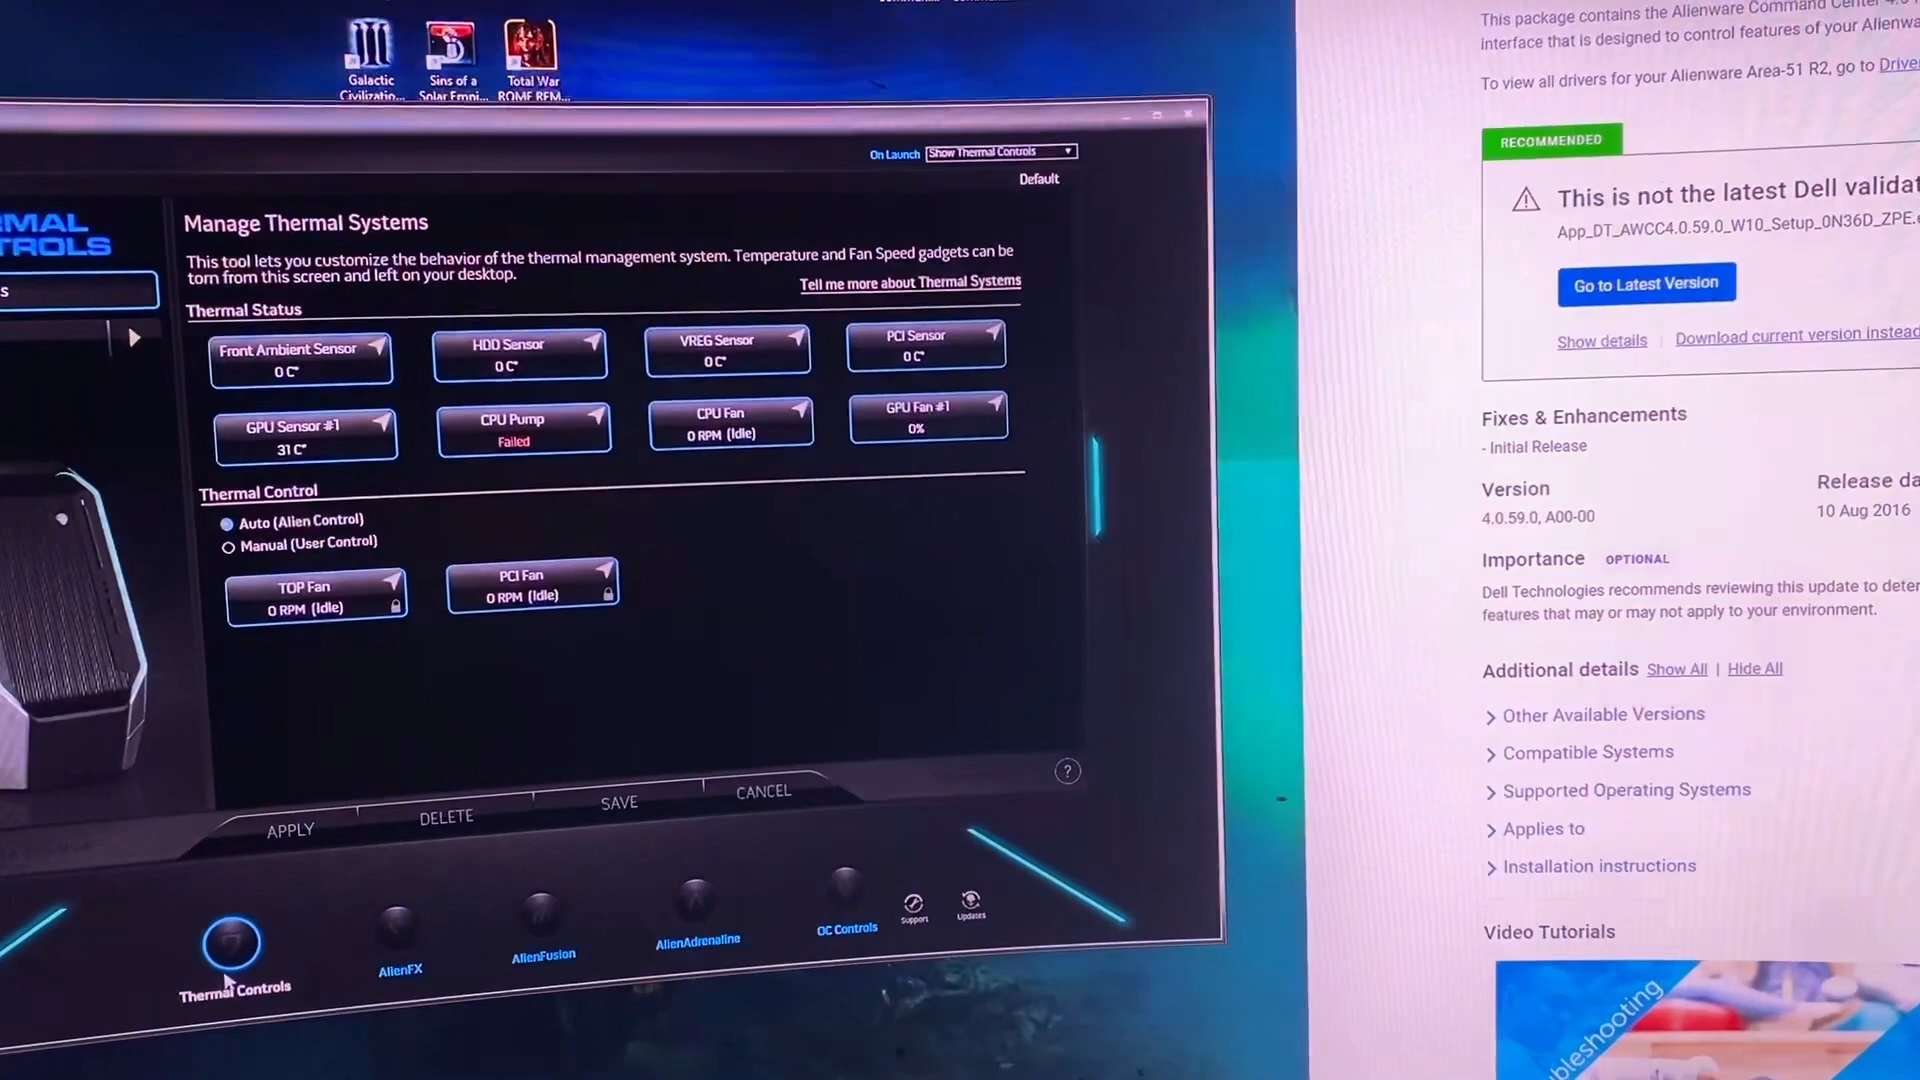 Galactic
Civilizatio...
Sins of a
Solar Empi...
Total War
ROME REM...
On Launch
Show Thermal Controls
Default
RMAL
TROLS
s
Manage Thermal Systems
This tool lets you customize the behavior of the thermal management system. Temperature and Fan Speed gadgets can be
torn from this screen and left on your desktop.
Tell me more about Thermal Systems
Thermal Status
Front Ambient Sensor
0 C°
HDD Sensor
0 C°
VREG Sensor
0 C°
PCI Sensor
0 C°
GPU Sensor #1
31 C°
CPU Pump
Failed
CPU Fan
0 RPM (Idle)
GPU Fan #1
0%
Thermal Control
Auto (Alien Control)
Manual (User Control)
TOP Fan
0 RPM (Idle)
PCI Fan
0 RPM (Idle)
APPLY
DELETE
SAVE
CANCEL
?
Thermal Controls
AlienFX
AlienFusion
AlienAdrenaline
OC Controls
Support
Updates
This package contains the Alienware Command Center 4.0
interface that is designed to control features of your Alienwa
To view all drivers for your Alienware Area-51 R2, go to Driver
RECOMMENDED
This is not the latest Dell validat
App_DT_AWCC4.0.59.0_W10_Setup_0N36D_ZPE.e
Go to Latest Version
Show details | Download current version instead
Fixes & Enhancements
- Initial Release
Version
4.0.59.0, A00-00
Release da
10 Aug 2016
Importance OPTIONAL
Dell Technologies recommends reviewing this update to deter
features that may or may not apply to your environment.
Additional details Show All | Hide All
Other Available Versions
Compatible Systems
Supported Operating Systems
Applies to
Installation instructions
Video Tutorials
ubleshooting